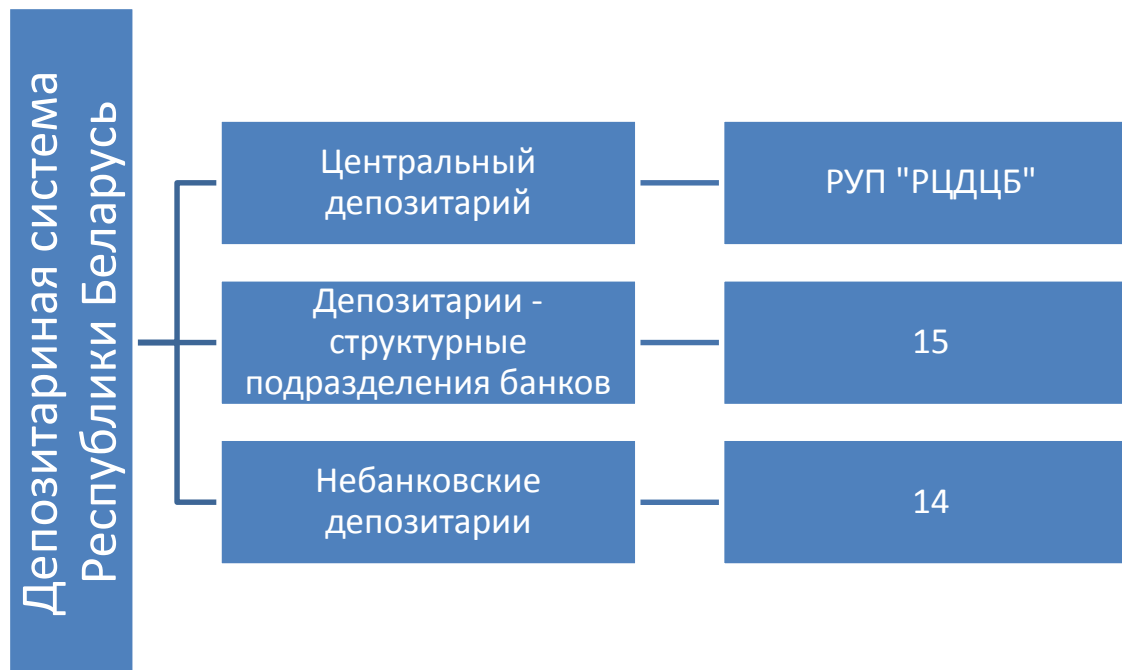 Депозитариная система
Республики Беларусь
Центральный
депозитарий
РУП "РЦДЦБ"
Депозитарии -
структурные
подразделения банков
15
Небанковские
депозитарии
14